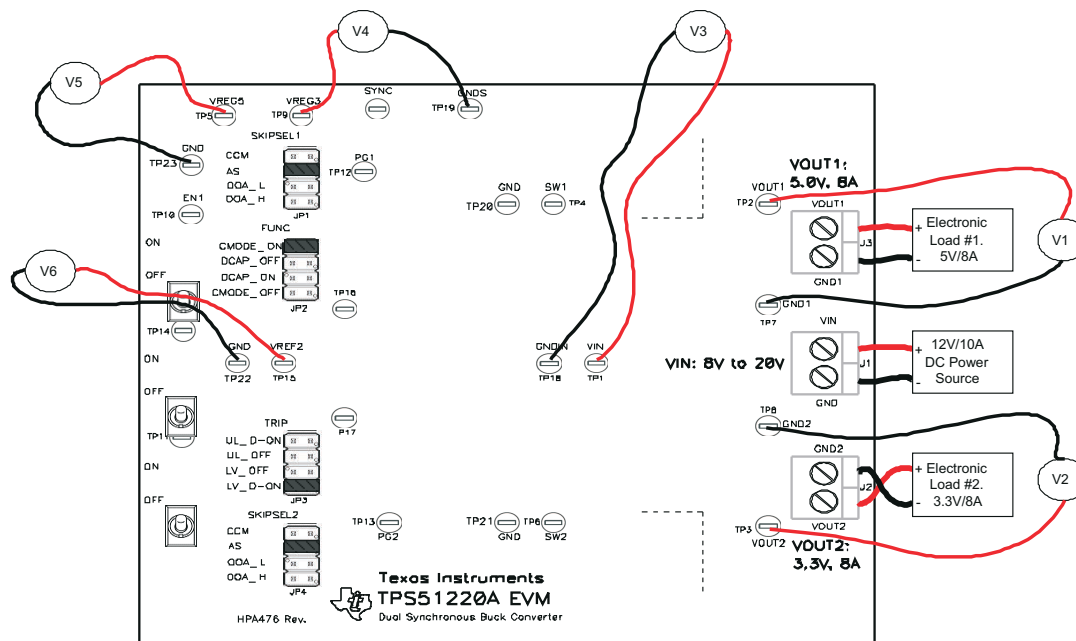 V4
V3
V5
VREG5
TP5
VREG3
TP9
SYNC
GNDS
TP19
SKIPSEL1
GND
TP23
CCM
AS
OOA_L
OOA_H
JP1
PG1
TP12
EN1
TP10
GND
TP20
SW1
TP4
VOUT1:
5.0V, 8A
VOUT1
TP2
VOUT1
J3
GND1
+
-
Electronic
Load #1.
5V/8A
V1
FUNC
ON
OFF
CMODE_ON
DCAP_OFF
DCAP_ON
CMODE_OFF
JP2
V6
TP16
TP14
GND1
TP7
ON
OFF
GND
TP22
VREF2
TP15
GNDIN
TP18
VIN
TP1
VIN: 8V to 20V
VIN
J1
GND
+
-
12V/10A
DC Power
Source
TP8
GND2
TRIP
P17
TP1
ON
OFF
UL_D-ON
UL_OFF
LV_OFF
LV_D-ON
JP3
GND2
J2
VOUT2
+
-
Electronic
Load #2.
3.3V/8A
V2
SKIPSEL2
CCM
AS
OOA_L
OOA_H
JP4
TP13
PG2
TP21
GND
TP6
SW2
TP3
VOUT2
VOUT2:
3.3V, 8A
Texas Instruments
TPS51220A EVM
Dual Synchronous Buck Converter
HPA476 Rev.